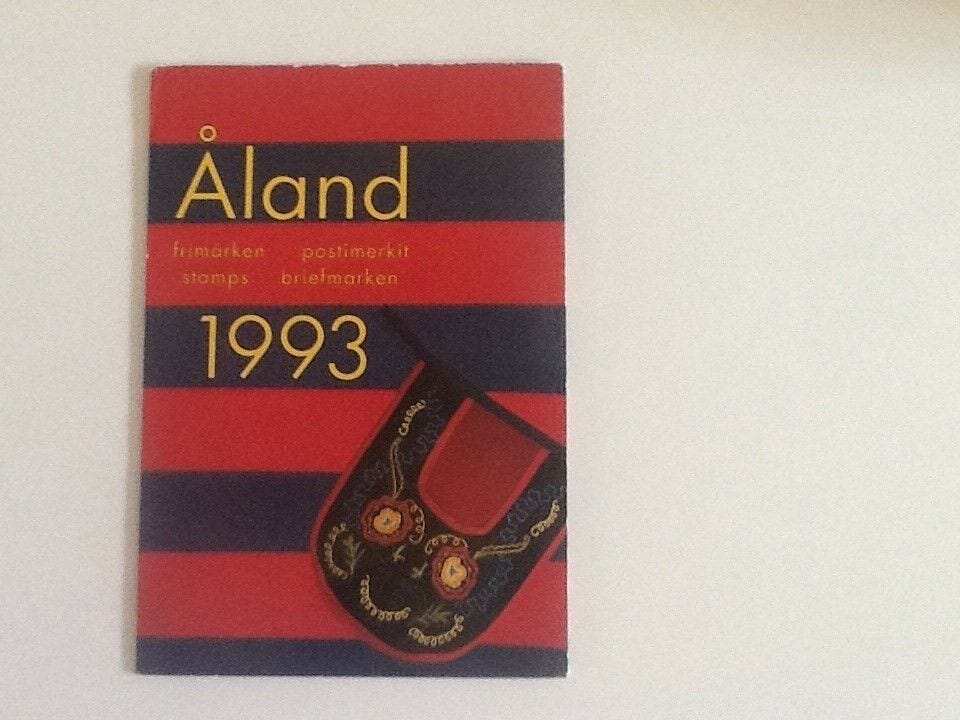 Åland
frimärken postimerkit
stamps briefmarken
1993